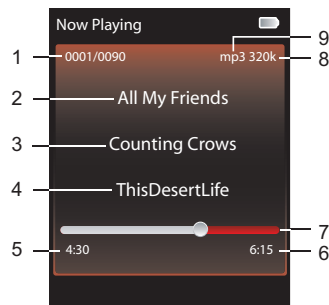 Now Playing
9
1 0001/0090 mp3 320k 8
2 All My Friends
3 Counting Crows
4 ThisDesertLife
7
5 4:30 6:15 6